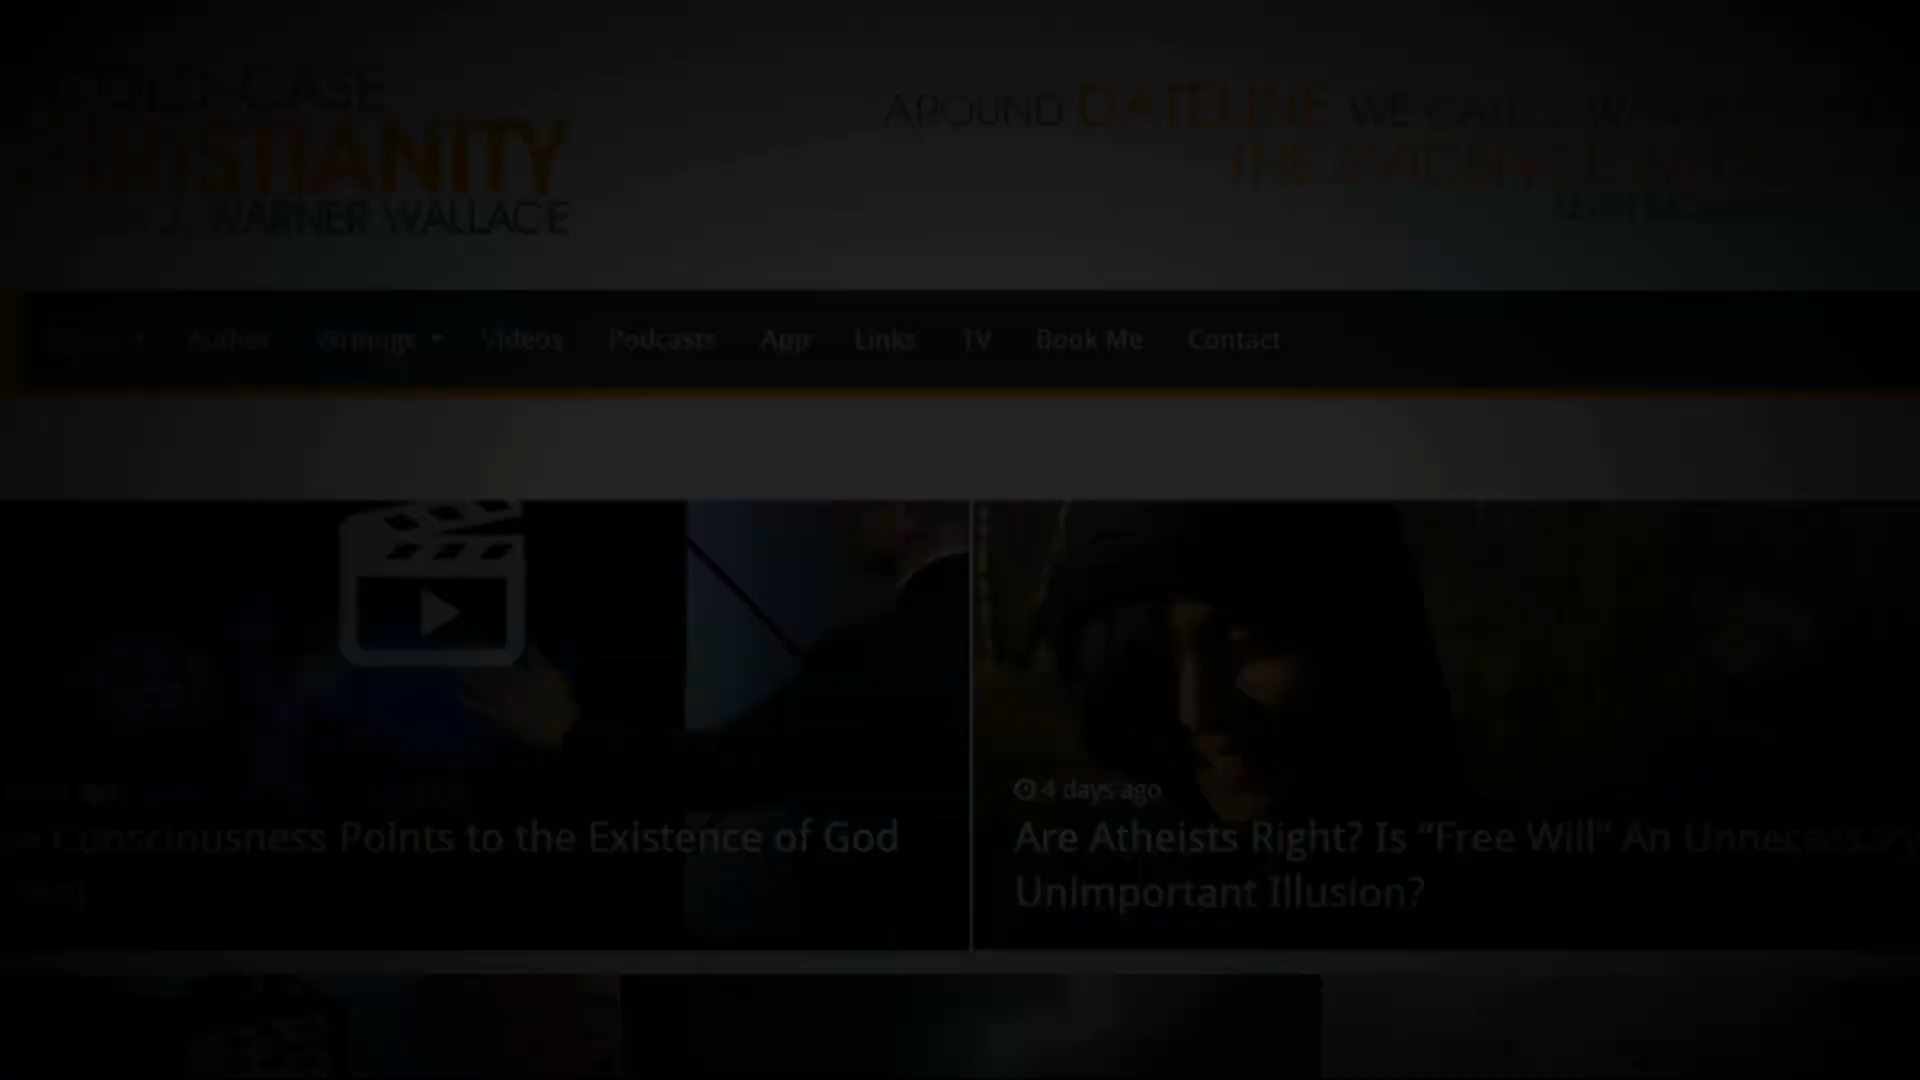 COLD-CASE
CHRISTIANITY
J. WARNER WALLACE
AROUND DATELINE WE CALL J. WARNER
THE EVIDENCE
Author Writings Videos Podcasts App Links TV Book Me Contact
Consciousness Points to the Existence of God
4 days ago
Are Atheists Right? Is "Free Will" An Unnecessary
Unimportant Illusion?